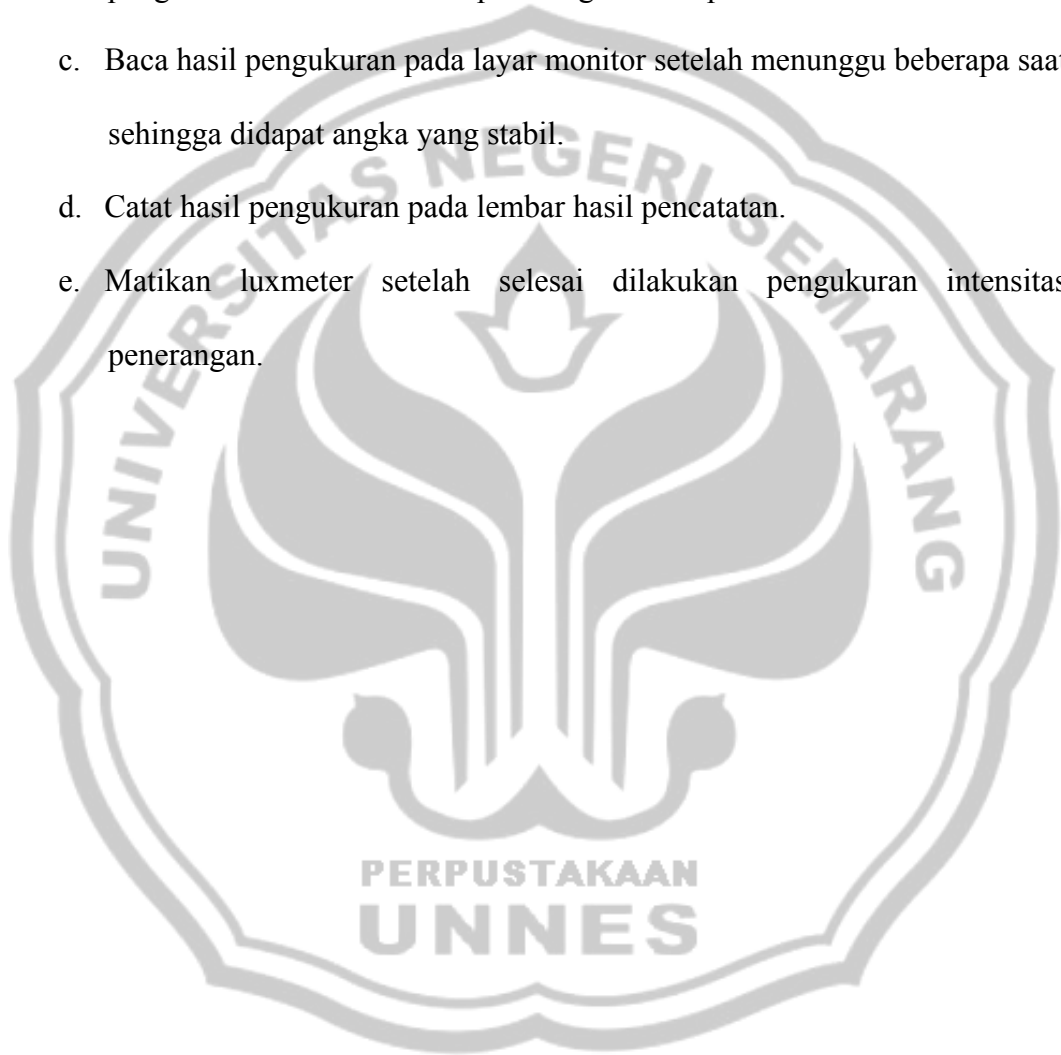 c. Baca hasil pengukuran pada layar monitor setelah menunggu beberapa saat
sehingga didapat angka yang stabil.
d. Catat hasil pengukuran pada lembar hasil pencatatan.
e. Matikan luxmeter setelah selesai dilakukan pengukuran intensitas
penerangan.
UNIVERSITAS NEGERI SEMARANG
PERPUSTAKAAN
UNNES